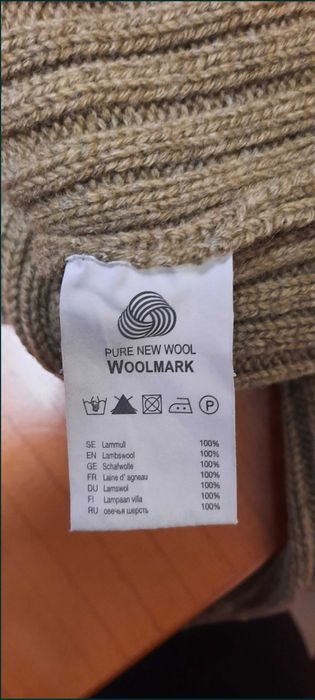 PURE NEW WOOL
WOOLMARK
P
SE Lammull 100%
EN Lambswool 100%
GE Schafwolle 100%
FR Laine d' agneau 100%
DU Lamswol 100%
FI Lampaan villa 100%
RU овечья шерсть 100%